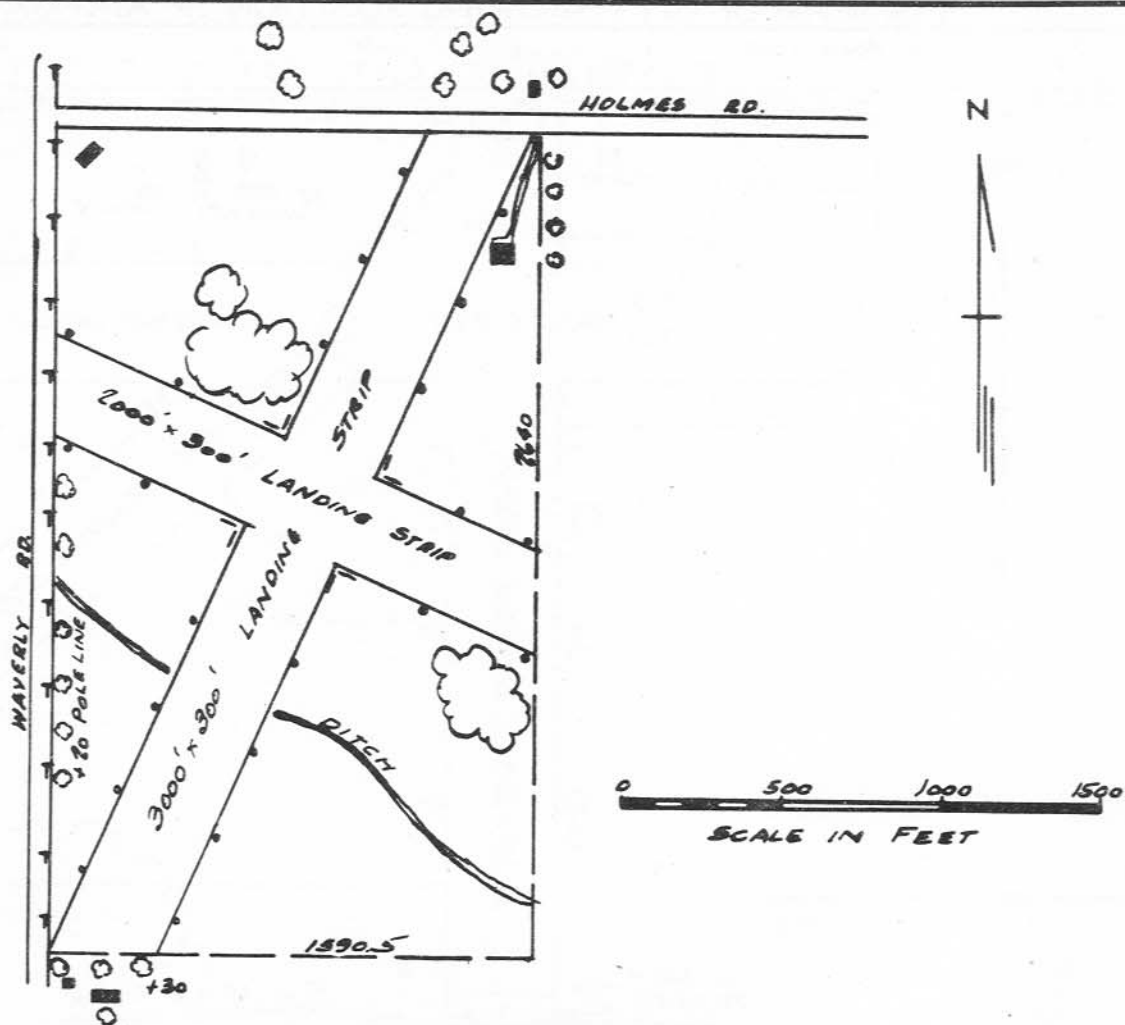 HOLMES RD.
N
STRIP
2000' x 300' LANDING STRIP
2640
WAVERLY RD.
LANDING
+20 POLE LINE
3000' x 300'
DITCH
0 500 1000 1500
SCALE IN FEET
1590.5
+30